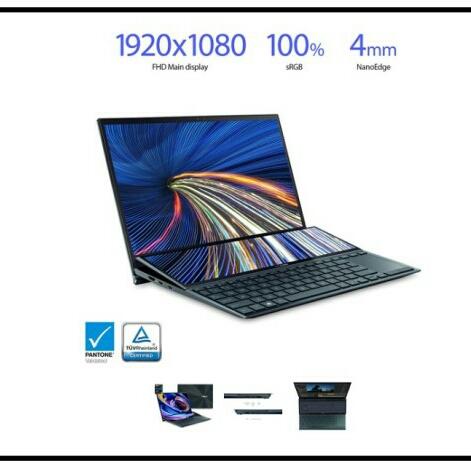 1920x1080 100% 4mm
FHD Main display sRGB NanoEdge
PANTONE
Validated
TÜVRheinland
CERTIFIED